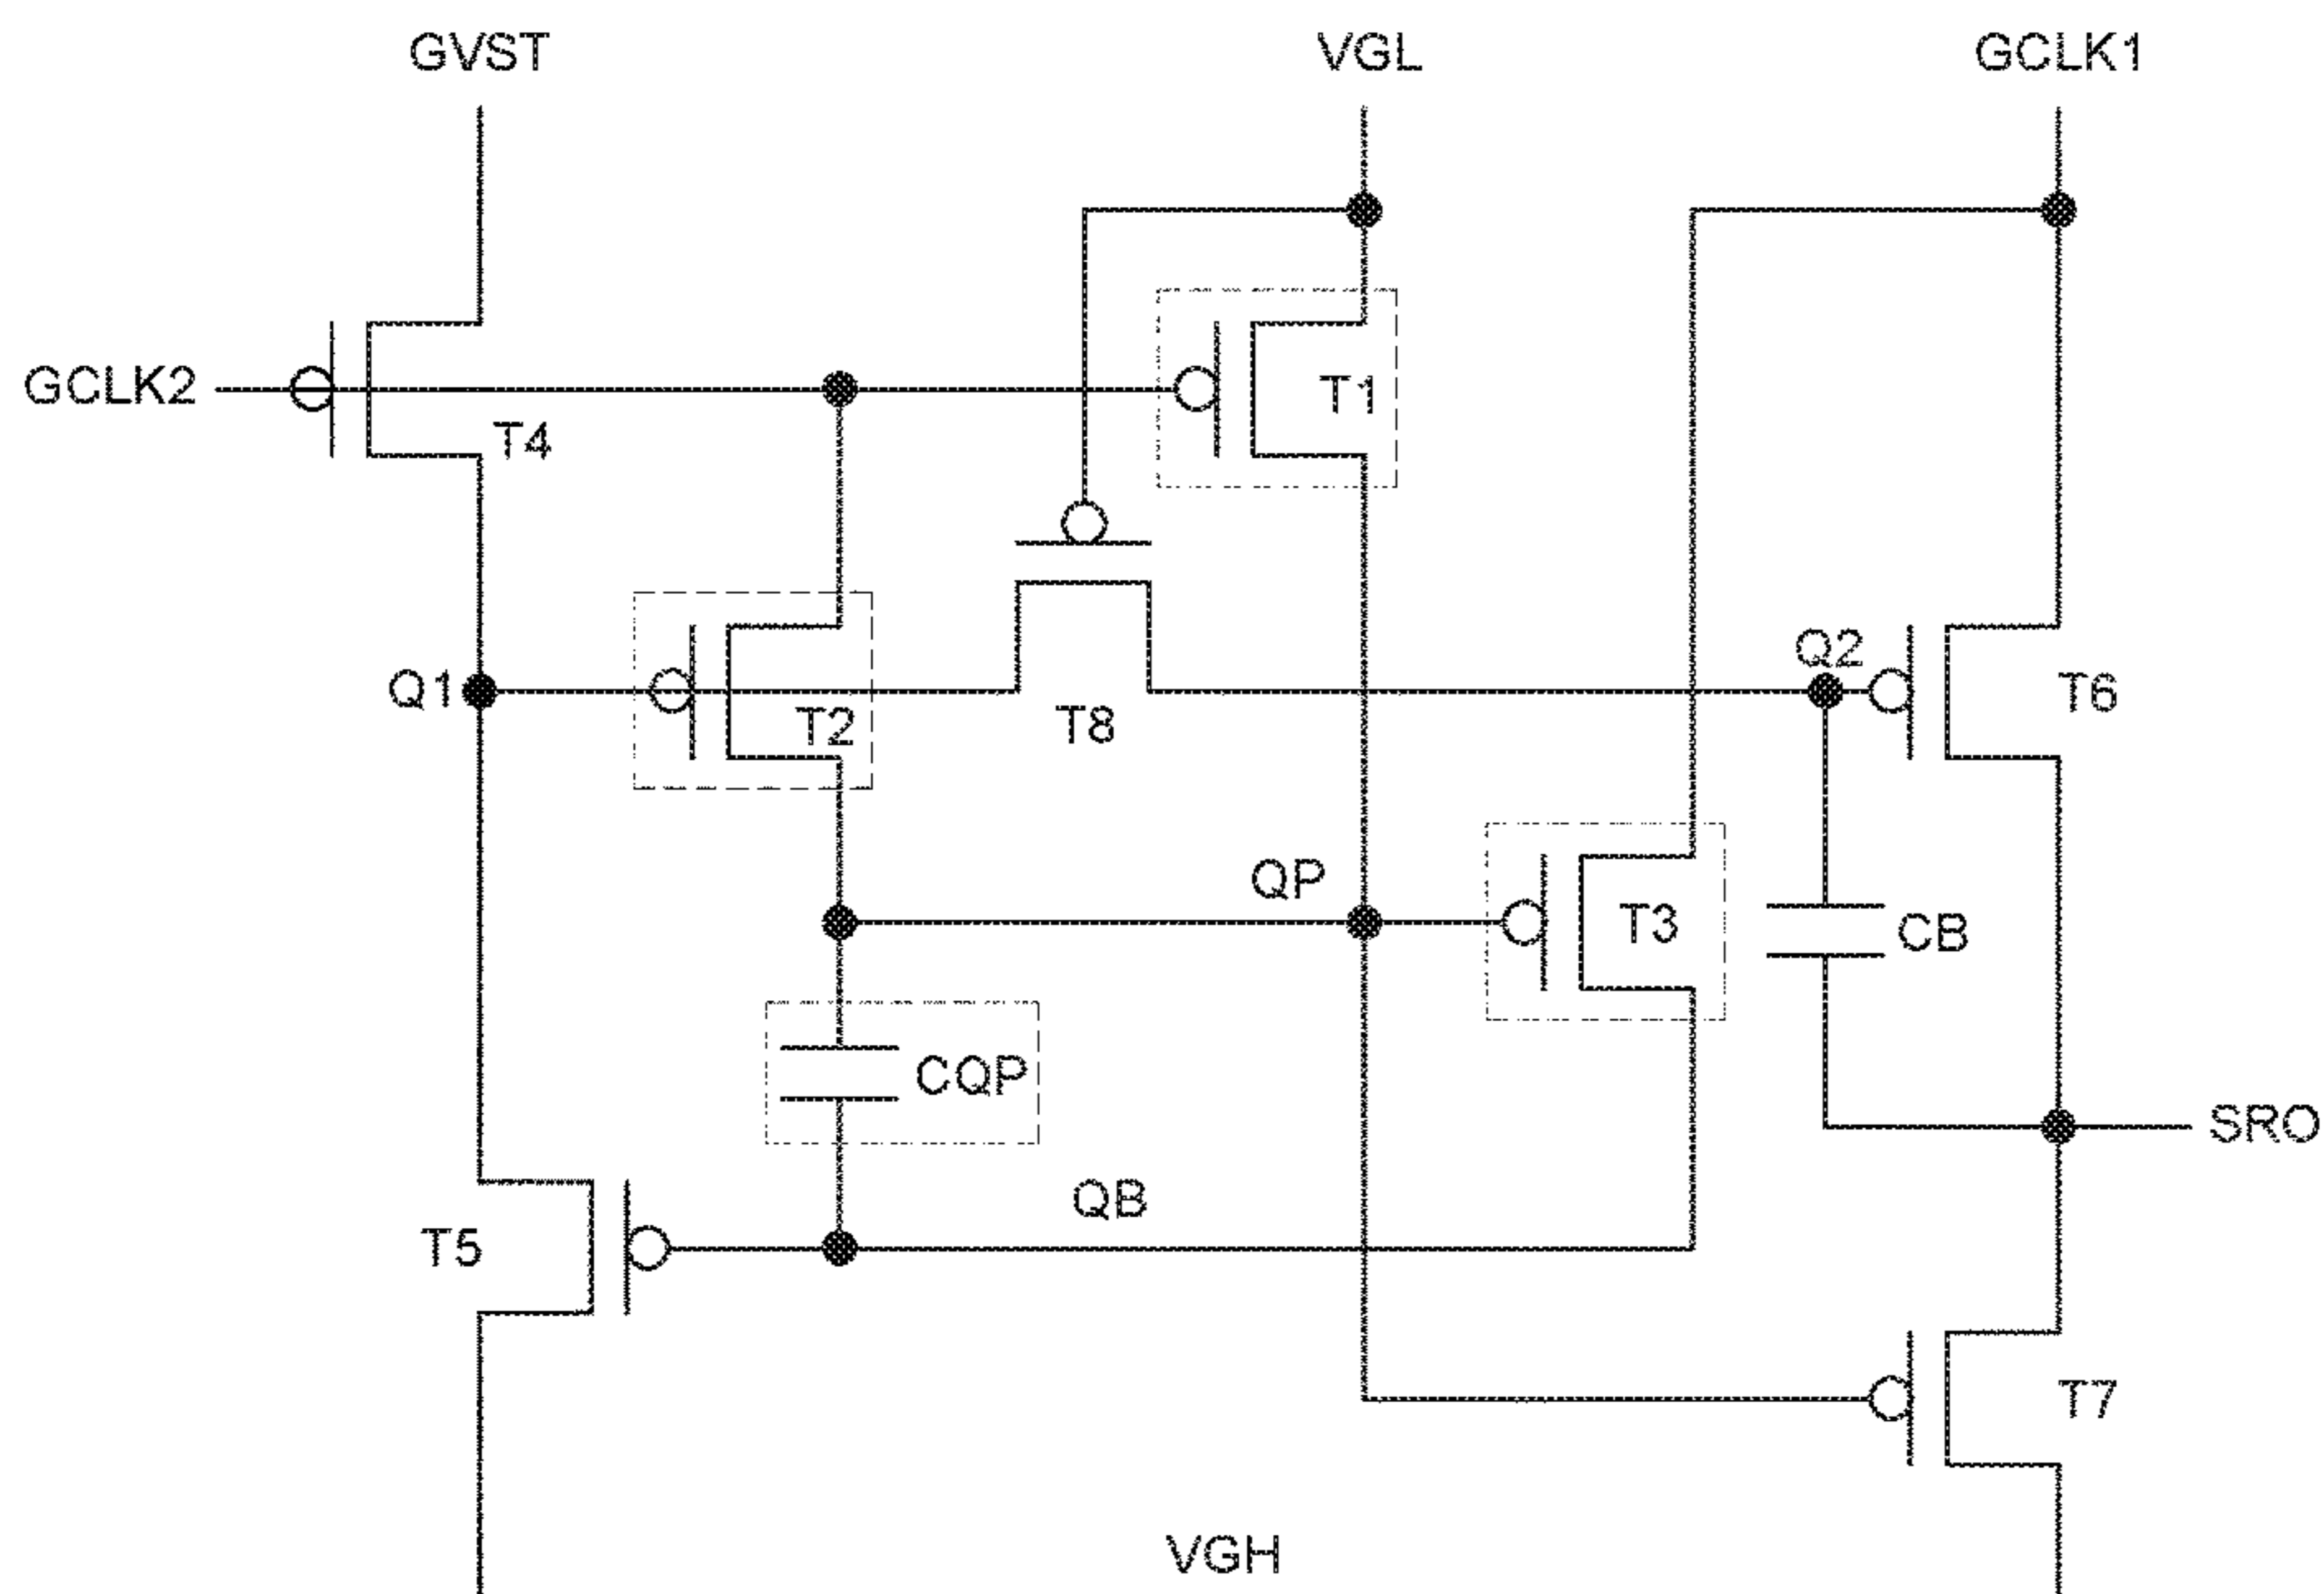 GVST
VGL
GCLK1
GCLK2
T1
T4
Q1
T2
T8
Q2
T6
QP
T3
CB
CQP
SRO
QB
T5
T7
VGH